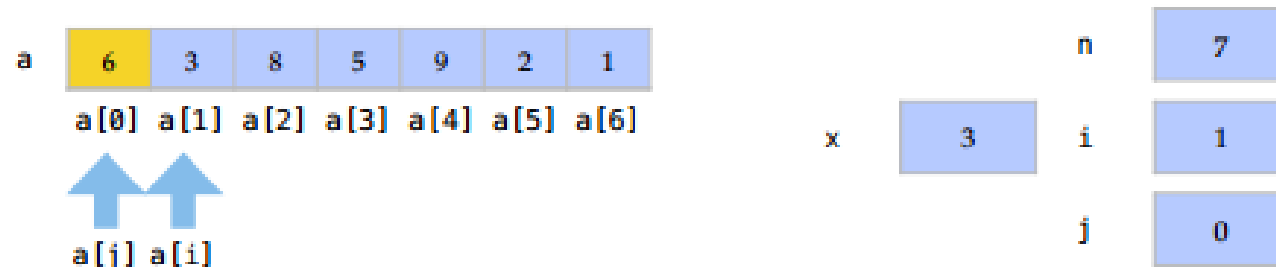 a 6 3 8 5 9 2 1
a[0] a[1] a[2] a[3] a[4] a[5] a[6]
a[j] a[i]
n 7
x 3 i 1
j 0